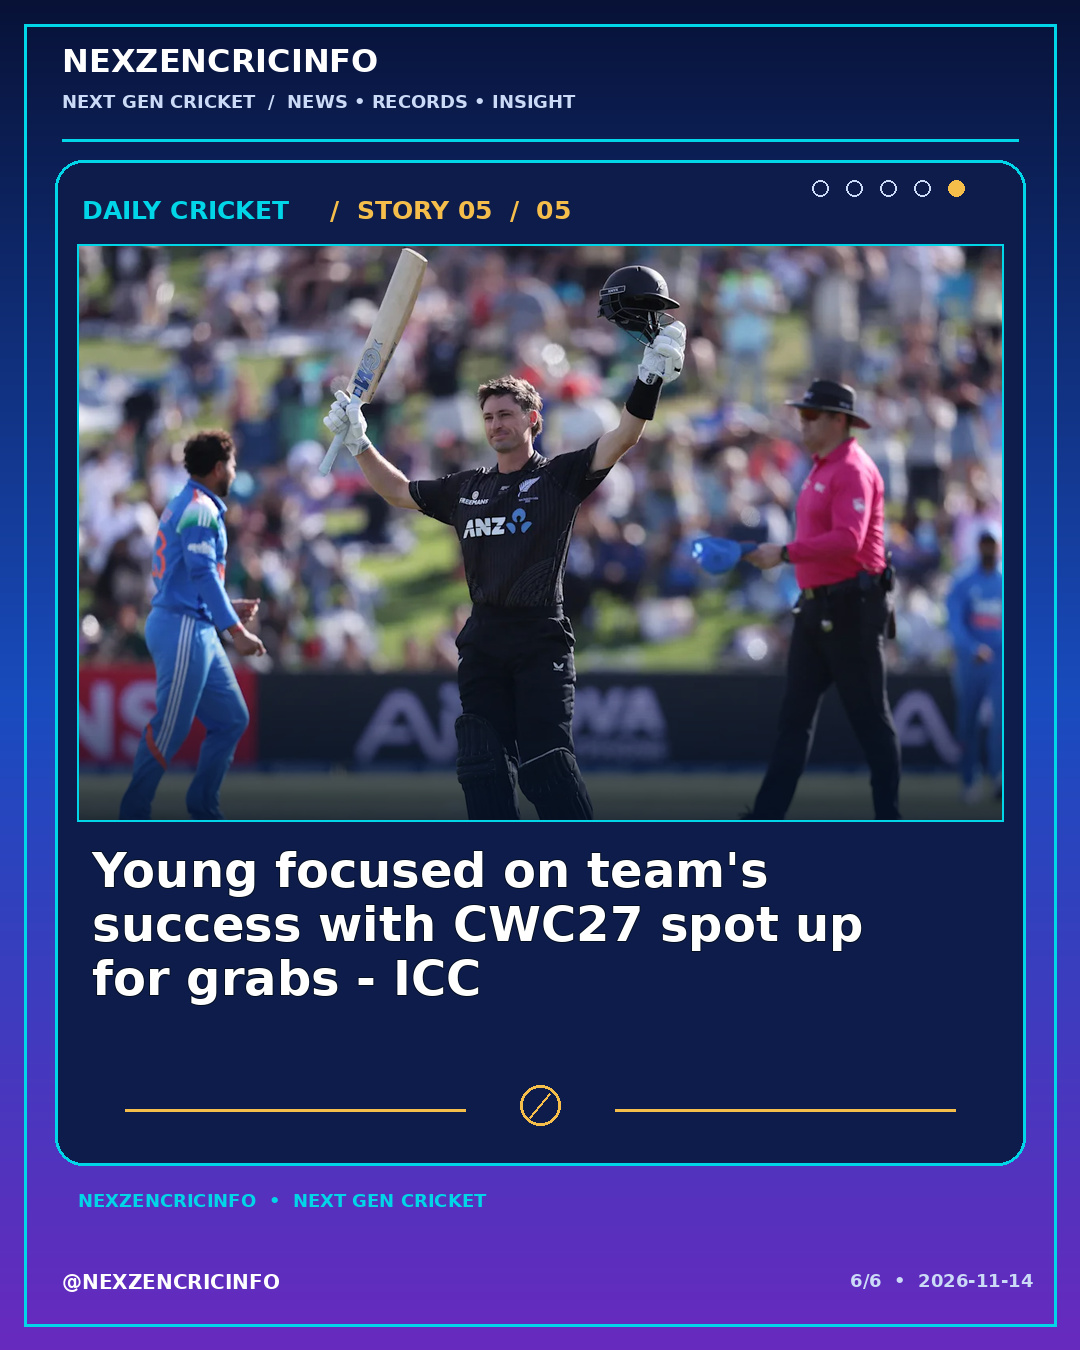 NEXZENCRICINFO
NEXT GEN CRICKET / NEWS • RECORDS • INSIGHT
DAILY CRICKET / STORY 05 / 05
FREEMANS
ANZ
Young focused on team's
success with CWC27 spot up
for grabs - ICC
NEXZENCRICINFO • NEXT GEN CRICKET
@NEXZENCRICINFO
6/6 • 2026-11-14